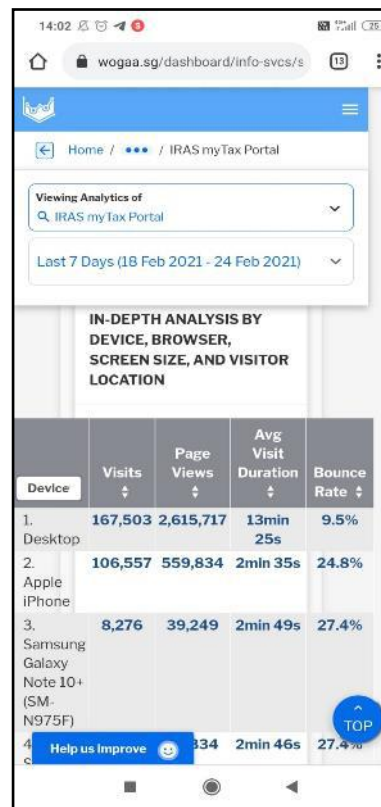 14:02
wogaa.sg/dashboard/info-svcs/s
13
Home / ••• / IRAS myTax Portal
Viewing Analytics of
IRAS myTax Portal
Last 7 Days (18 Feb 2021 - 24 Feb 2021)
IN-DEPTH ANALYSIS BY
DEVICE, BROWSER,
SCREEN SIZE, AND VISITOR
LOCATION
Device Visits Page Views Avg Visit Duration Bounce Rate
1. Desktop 167,503 2,615,717 13min 25s 9.5%
2. Apple iPhone 106,557 559,834 2min 35s 24.8%
3. Samsung Galaxy Note 10+ (SM-N975F) 8,276 39,249 2min 49s 27.4%
2min 46s 27.4%
TOP
Help us Improve